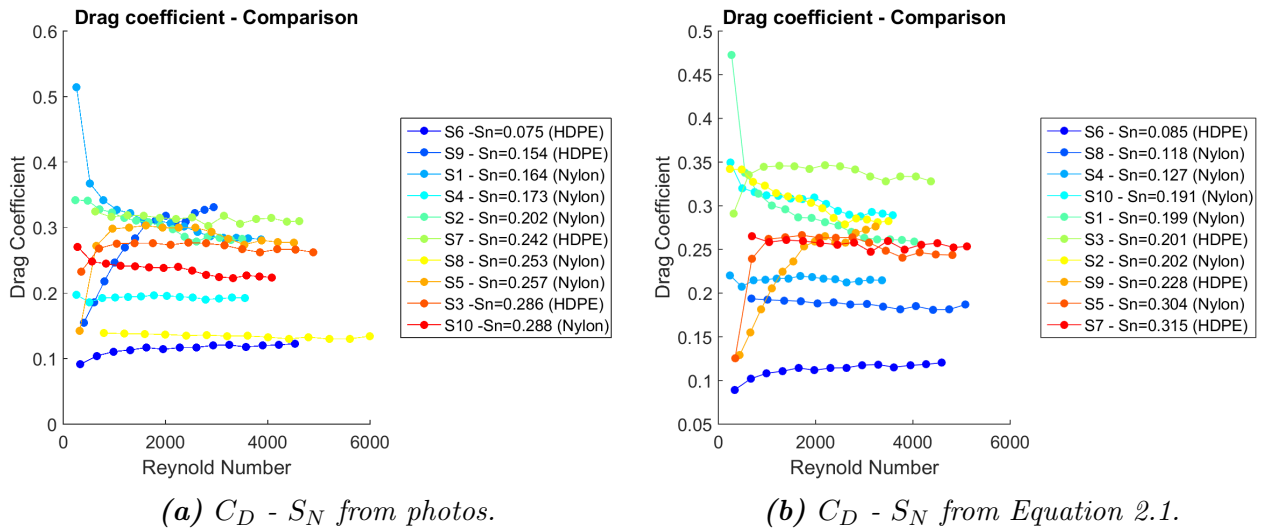 Drag coefficient - Comparison
0.6
0.5
0.4
0.3
0.2
0.1
0
Drag Coefficient
0 2000 4000 6000
Reynold Number
S6 -Sn=0.075 (HDPE)
S9 - Sn=0.154 (HDPE)
S1 - Sn=0.164 (Nylon)
S4 - Sn=0.173 (Nylon)
S2 - Sn=0.202 (Nylon)
S7 - Sn=0.242 (HDPE)
S8 - Sn=0.253 (Nylon)
S5 - Sn=0.257 (Nylon)
S3 -Sn=0.286 (HDPE)
S10 -Sn=0.288 (Nylon)
(a) C_D - S_N from photos.
Drag coefficient - Comparison
0.5
0.45
0.4
0.35
0.3
0.25
0.2
0.15
0.1
0.05
Drag Coefficient
0 2000 4000 6000
Reynold Number
S6 - Sn=0.085 (HDPE)
S8 - Sn=0.118 (Nylon)
S4 - Sn=0.127 (Nylon)
S10 - Sn=0.191 (Nylon)
S1 - Sn=0.199 (Nylon)
S3 - Sn=0.201 (HDPE)
S2 - Sn=0.202 (Nylon)
S9 - Sn=0.228 (HDPE)
S5 - Sn=0.304 (Nylon)
S7 - Sn=0.315 (HDPE)
(b) C_D - S_N from Equation 2.1.